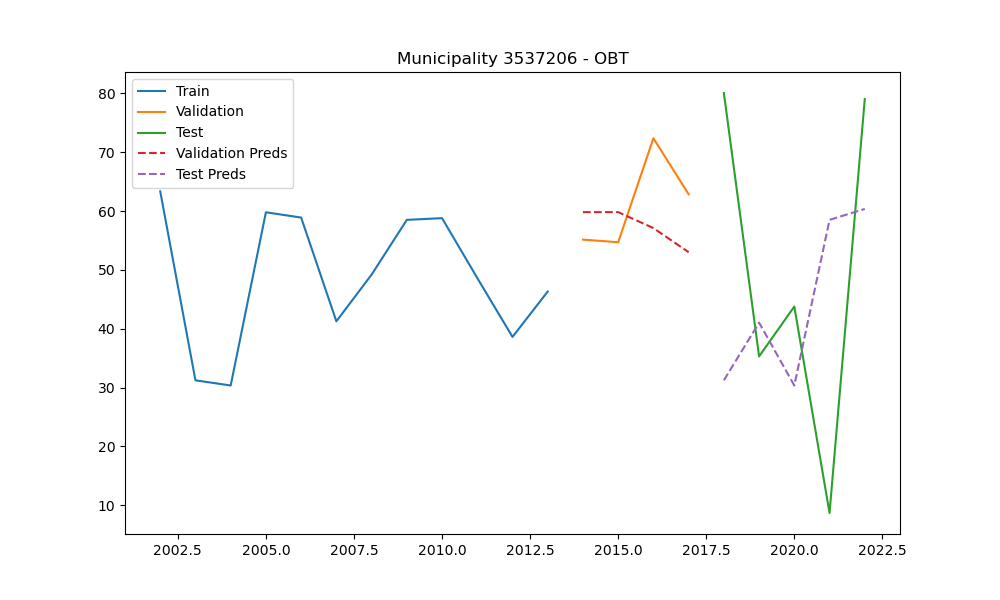 Municipality 3537206 - OBT
Train
Validation
Test
Validation Preds
Test Preds
80
70
60
50
40
30
20
10
2002.5 2005.0 2007.5 2010.0 2012.5 2015.0 2017.5 2020.0 2022.5